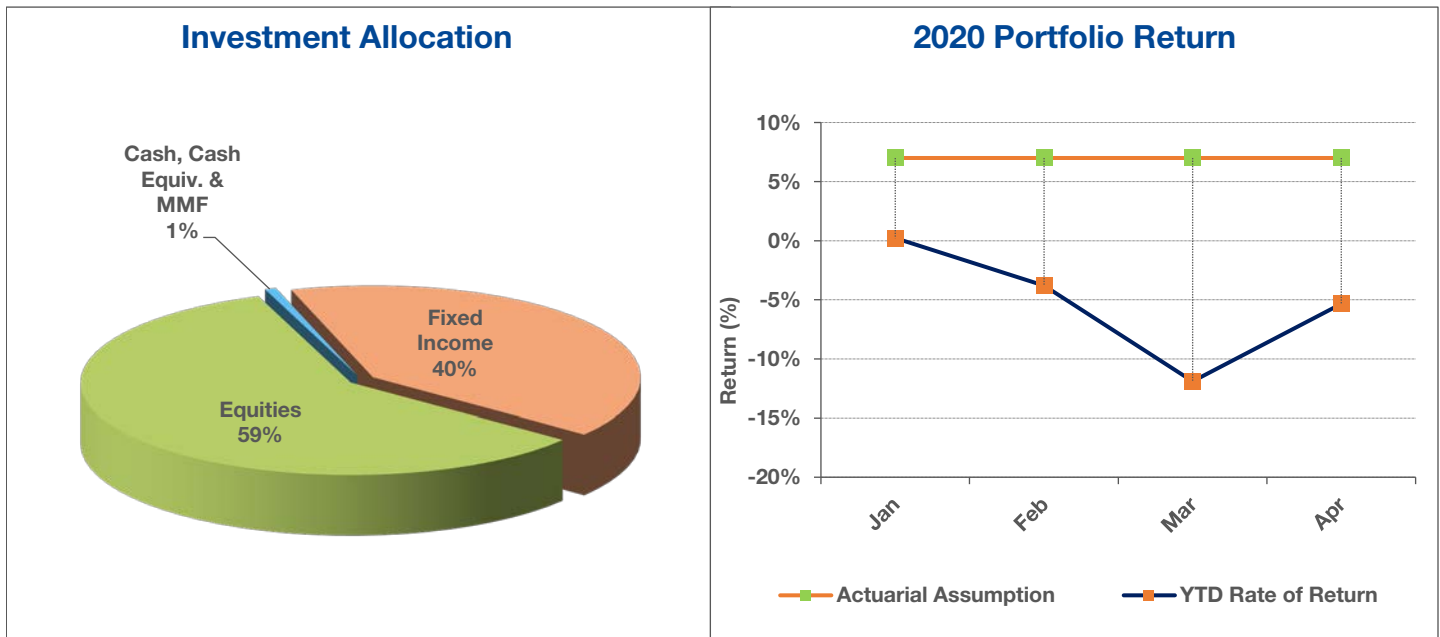 Investment Allocation
Cash, Cash
Equiv. &
MMF
1%
Fixed
Income
40%
Equities
59%
2020 Portfolio Return
Return (%)
10%
5%
0%
-5%
-10%
-15%
-20%
Jan
Feb
Mar
Apr
Actuarial Assumption
YTD Rate of Return